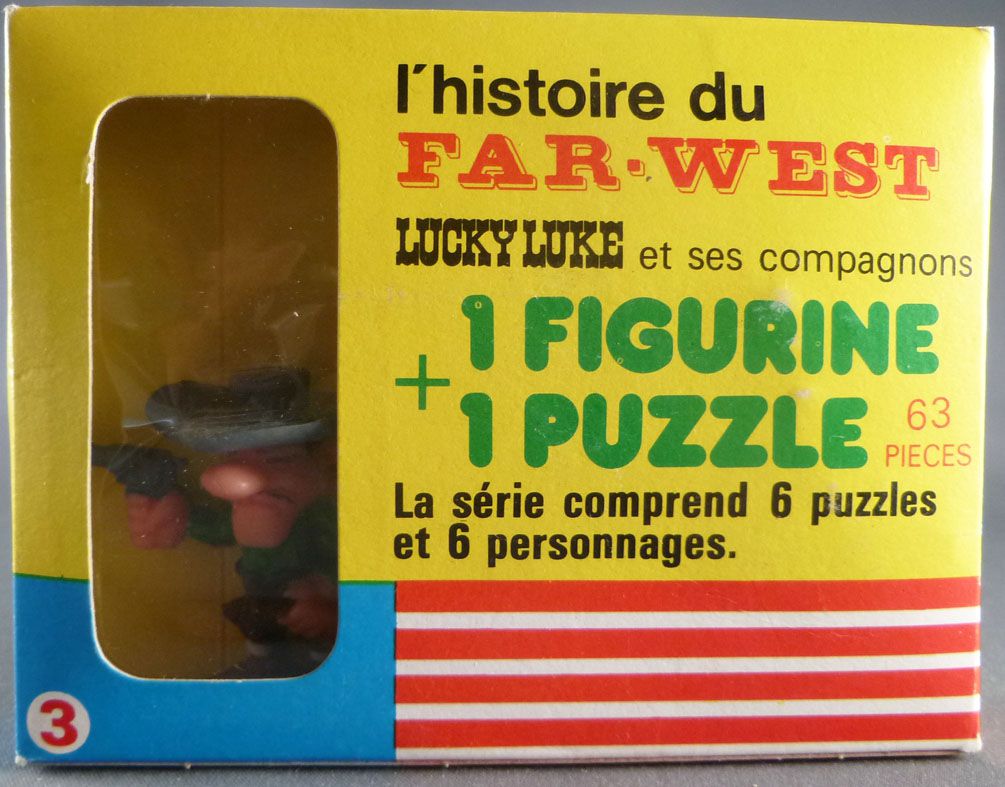 l'histoire du
FAR·WEST
LUCKY LUKE et ses compagnons
1 FIGURINE
+
1 PUZZLE 63 PIECES
La série comprend 6 puzzles
et 6 personnages.
3